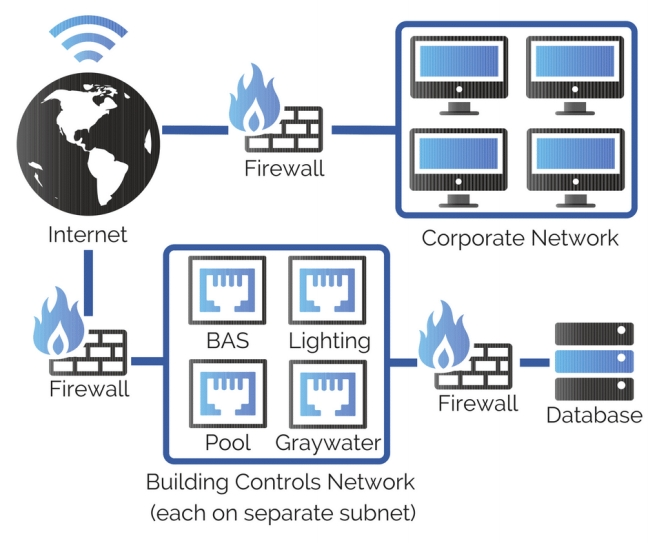 Internet
Firewall
Corporate Network
Firewall
BAS
Lighting
Pool
Graywater
Building Controls Network
(each on separate subnet)
Firewall
Database